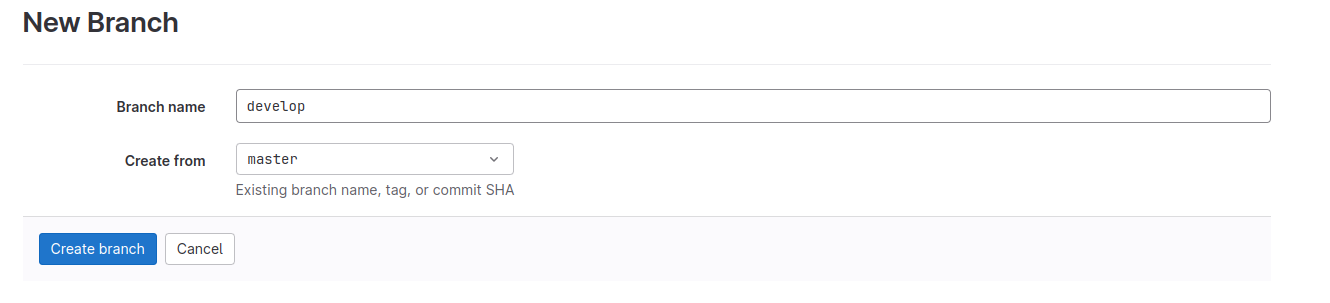 New Branch
Branch name
develop
Create from
master
Existing branch name, tag, or commit SHA
Create branch
Cancel